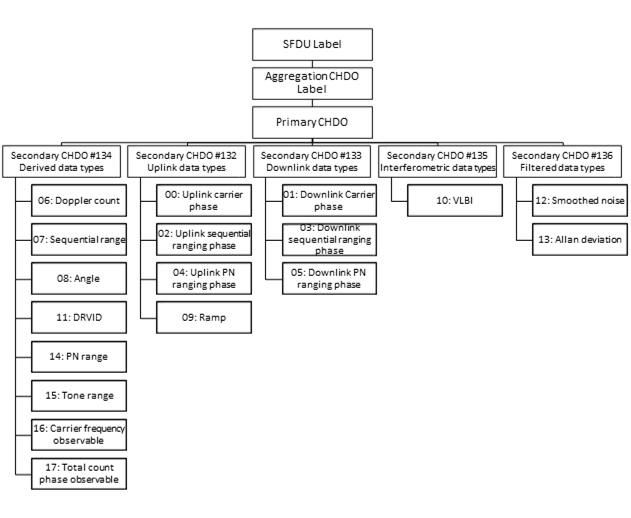 SFDU Label
Aggregation CHDO
Label
Primary CHDO
Secondary CHDO #134
Derived data types
06: Doppler count
07: Sequential range
08: Angle
11: DRVID
14: PN range
15: Tone range
16: Carrier frequency
observable
17: Total count
phase observable
Secondary CHDO #132
Uplink data types
00: Uplink carrier
phase
02: Uplink sequential
ranging phase
04: Uplink PN
ranging phase
09: Ramp
Secondary CHDO #133
Downlink data types
01: Downlink Carrier
phase
03: Downlink
sequential ranging
phase
05: Downlink PN
ranging phase
Secondary CHDO #135
Interferometric data types
10: VLBI
Secondary CHDO #136
Filtered data types
12: Smoothed noise
13: Allan deviation